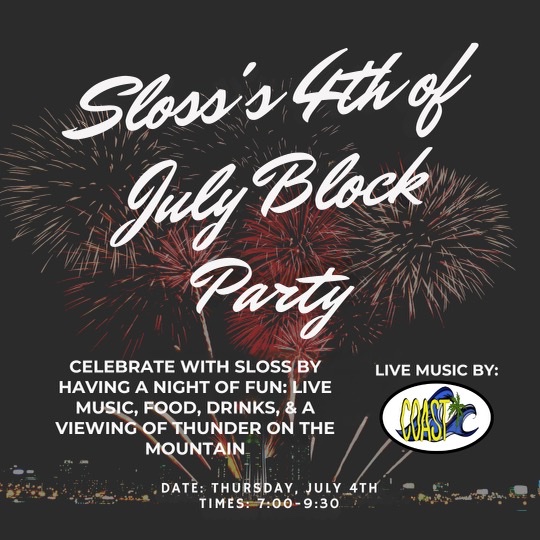 Sloss's 4th of
July Block
Party
CELEBRATE WITH SLOSS BY
HAVING A NIGHT OF FUN: LIVE
MUSIC, FOOD, DRINKS, & A
VIEWING OF THUNDER ON THE
MOUNTAIN
LIVE MUSIC BY:
COAST
DATE: THURSDAY, JULY 4TH
TIMES: 7:00-9:30